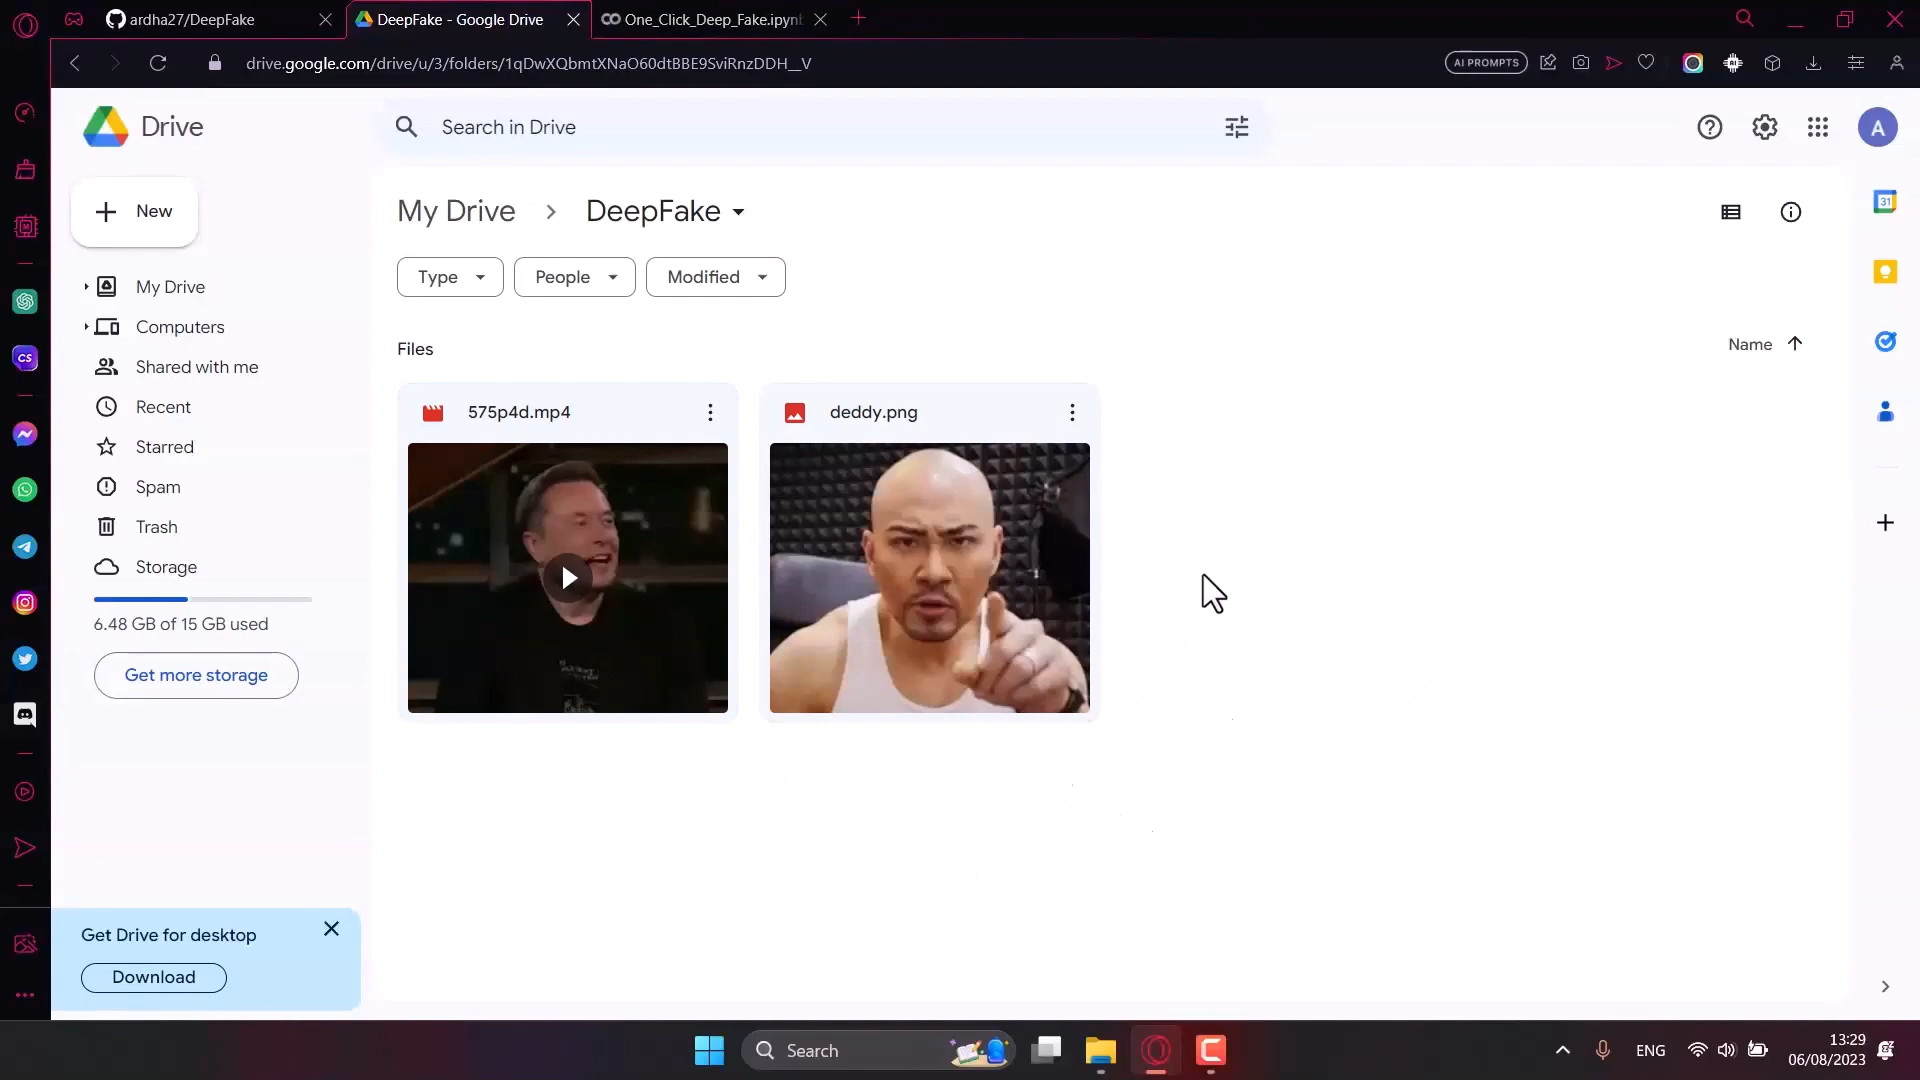 ardha27/DeepFake
DeepFake - Google Drive
One_Click_Deep_Fake.ipynb
drive.google.com/drive/u/3/folders/1qDwXQbmtXNaO60dtBBE9SviRnzDDH__V
AI PROMPTS
Drive
Search in Drive
A
New
My Drive
DeepFake
31
Type
People
Modified
My Drive
Computers
Shared with me
Recent
Starred
Spam
Trash
Storage
6.48 GB of 15 GB used
Get more storage
CS
Files
Name
575p4d.mp4
deddy.png
Get Drive for desktop
Download
Search
ENG
13:29
06/08/2023